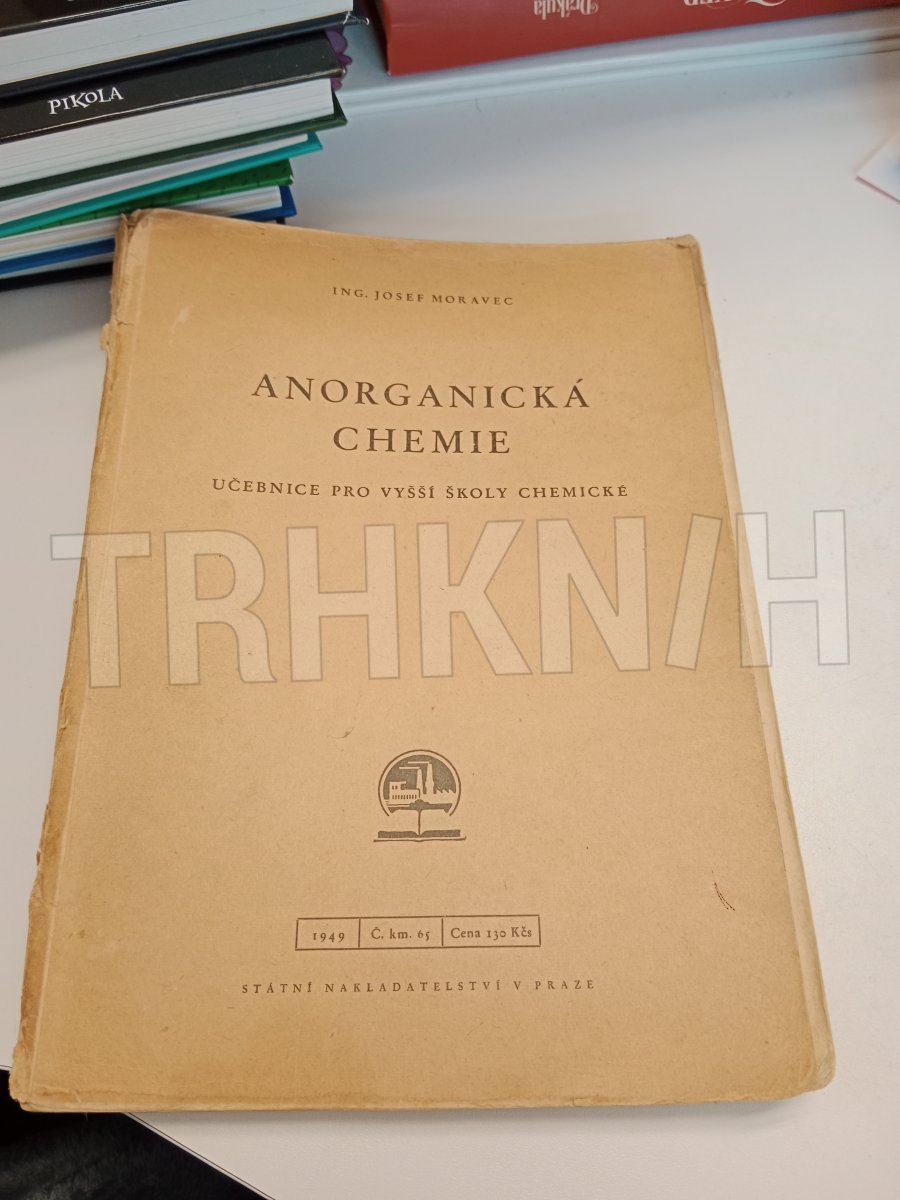 PIKOLA
Drákula
ING. JOSEF MORAVEC
ANORGANICKÁ
CHEMIE
UČEBNICE PRO VYŠŠÍ ŠKOLY CHEMICKÉ
TRHKNIH
1949 Č. km. 65 Cena 130 Kčs
STÁTNÍ NAKLADATELSTVÍ V PRAZE